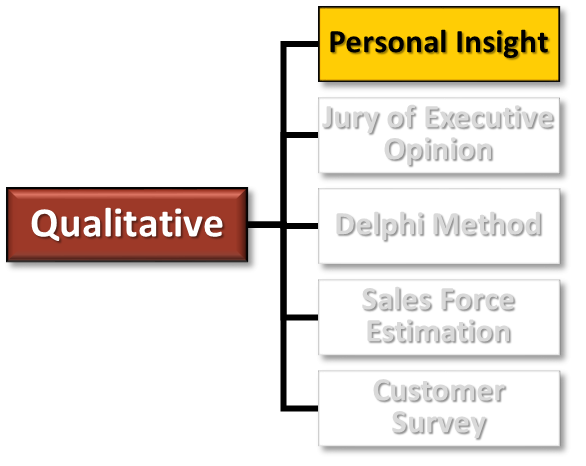 Personal Insight
Jury of Executive
Opinion
Qualitative
Delphi Method
Sales Force
Estimation
Customer
Survey